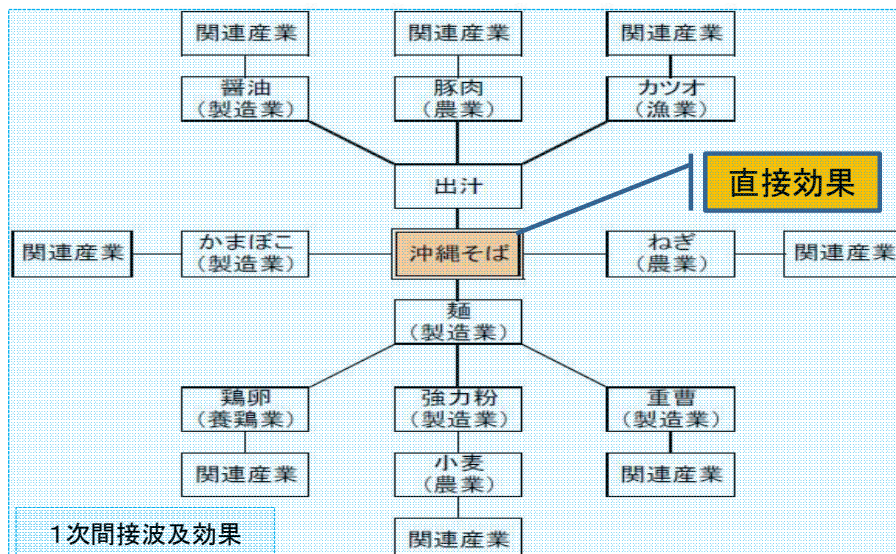 関連産業
関連産業
関連産業
醤油
(製造業)
豚肉
(農業)
カツオ
(漁業)
出汁
直接効果
関連産業
かまぼこ
(製造業)
沖縄そば
ねぎ
(農業)
関連産業
麺
(製造業)
鶏卵
(養鶏業)
強力粉
(製造業)
重曹
(製造業)
関連産業
小麦
(農業)
関連産業
1次間接波及効果
関連産業